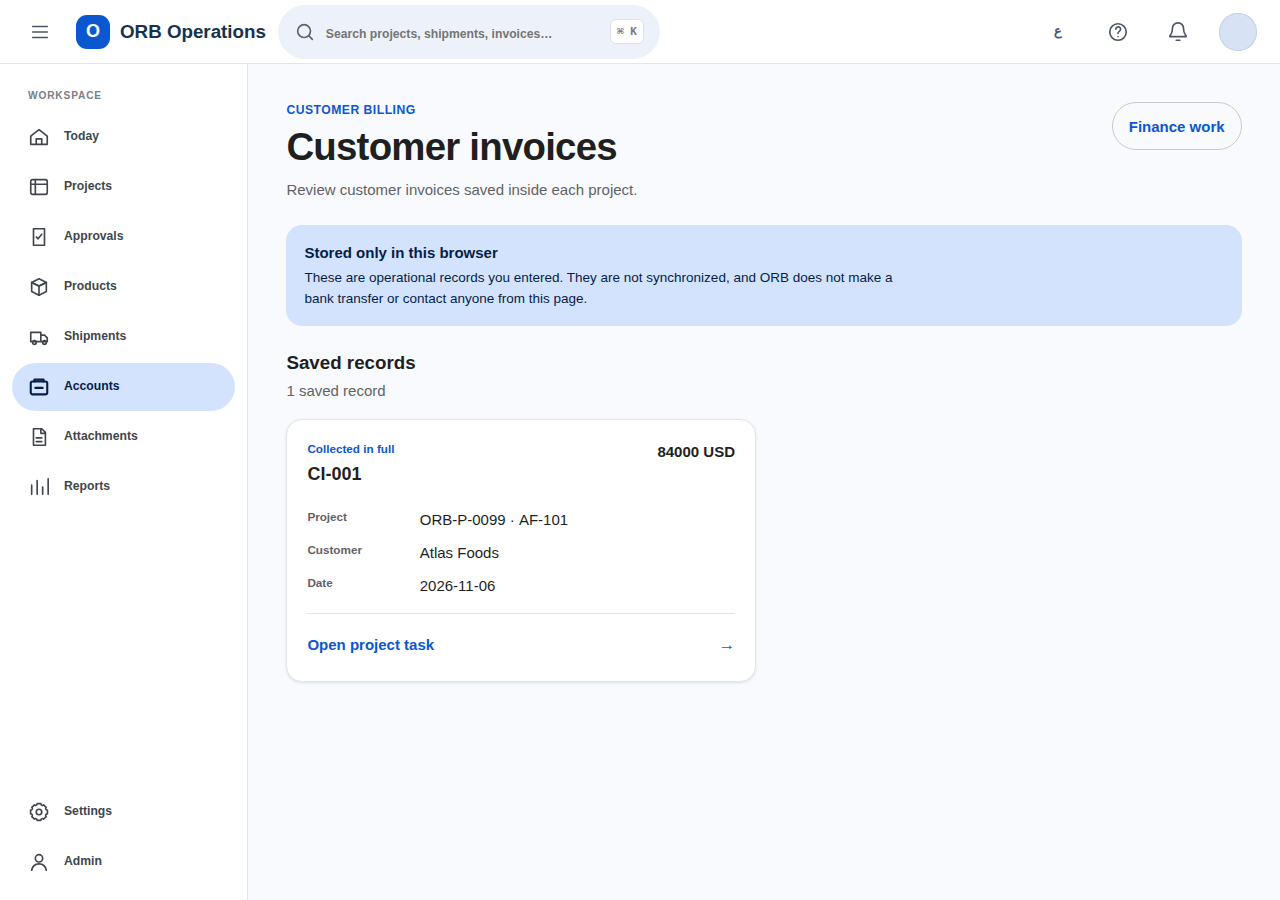 O
ORB Operations
Search projects, shipments, invoices…
⌘ K
ع
WORKSPACE
Today
Projects
Approvals
Products
Shipments
Accounts
Attachments
Reports
Settings
Admin
CUSTOMER BILLING
Customer invoices
Review customer invoices saved inside each project.
Finance work
Stored only in this browser
These are operational records you entered. They are not synchronized, and ORB does not make a
bank transfer or contact anyone from this page.
Saved records
1 saved record
Collected in full
84000 USD
CI-001
Project
ORB-P-0099 · AF-101
Customer
Atlas Foods
Date
2026-11-06
Open project task →